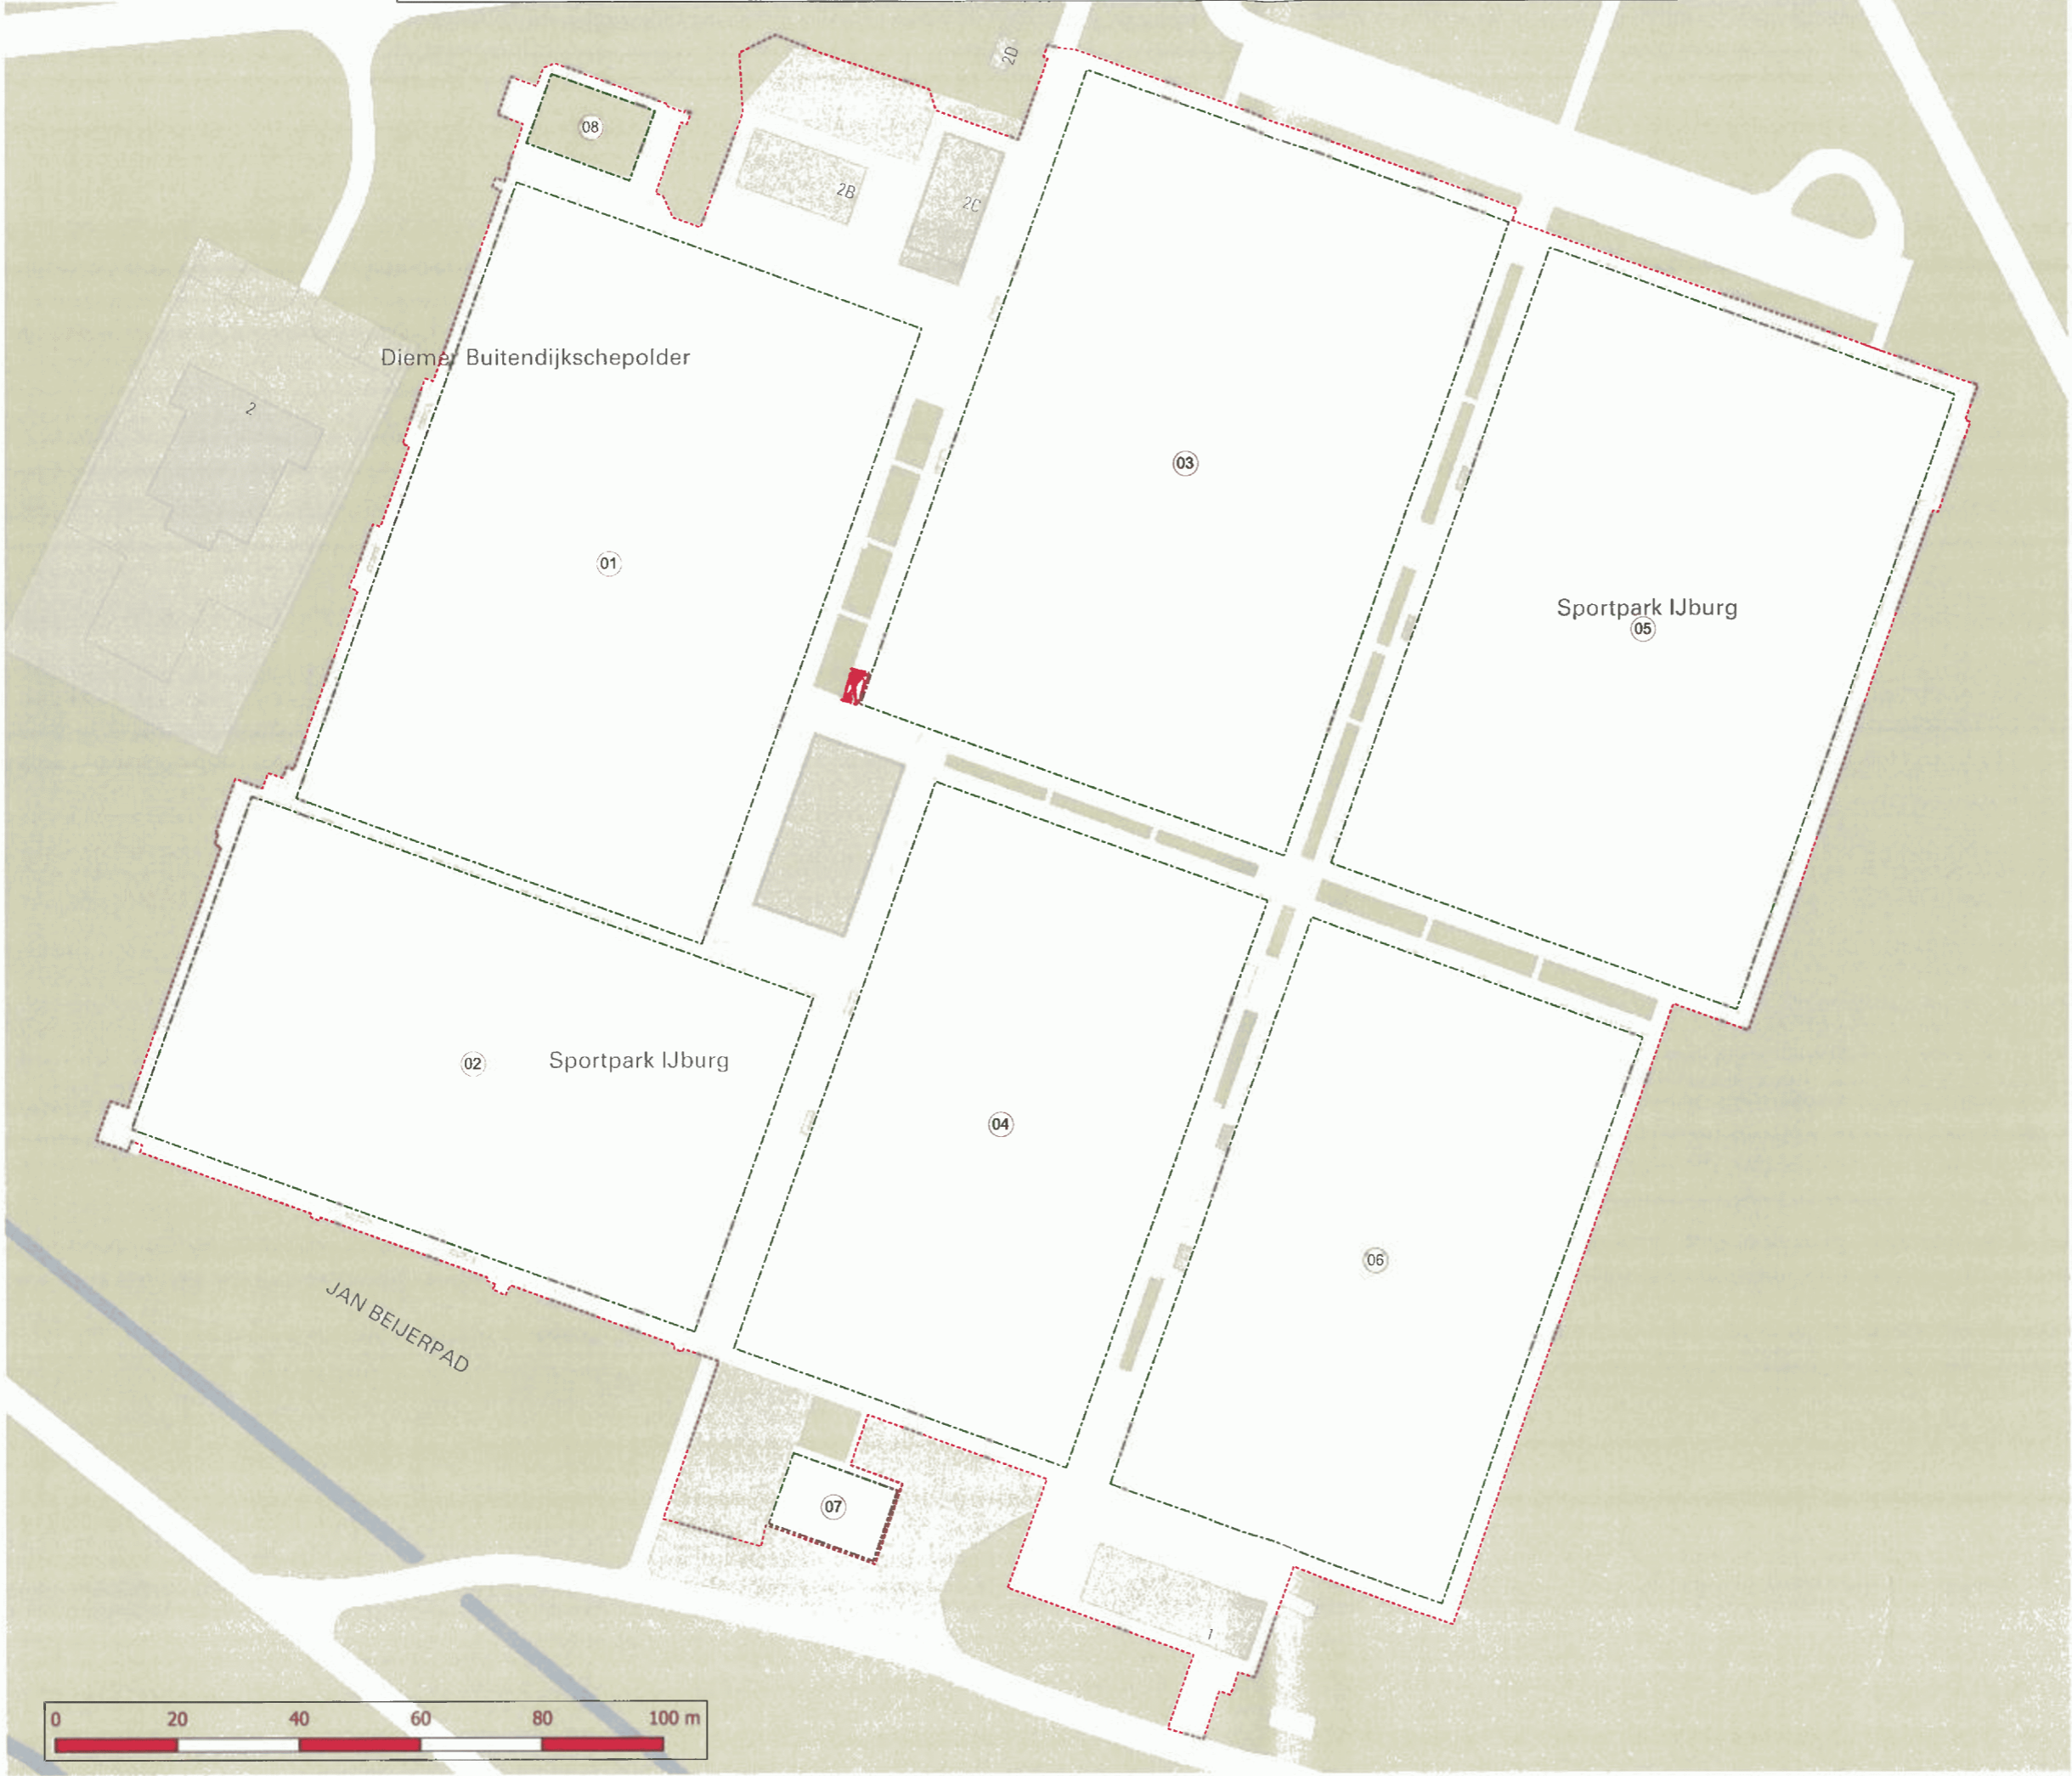 2D
08
2B
2C
Diemer Buitendijkschepolder
2
03
01
Sportpark IJburg
05
02
Sportpark IJburg
04
06
JAN BEIJERPAD
07
1
0 20 40 60 80 100 m